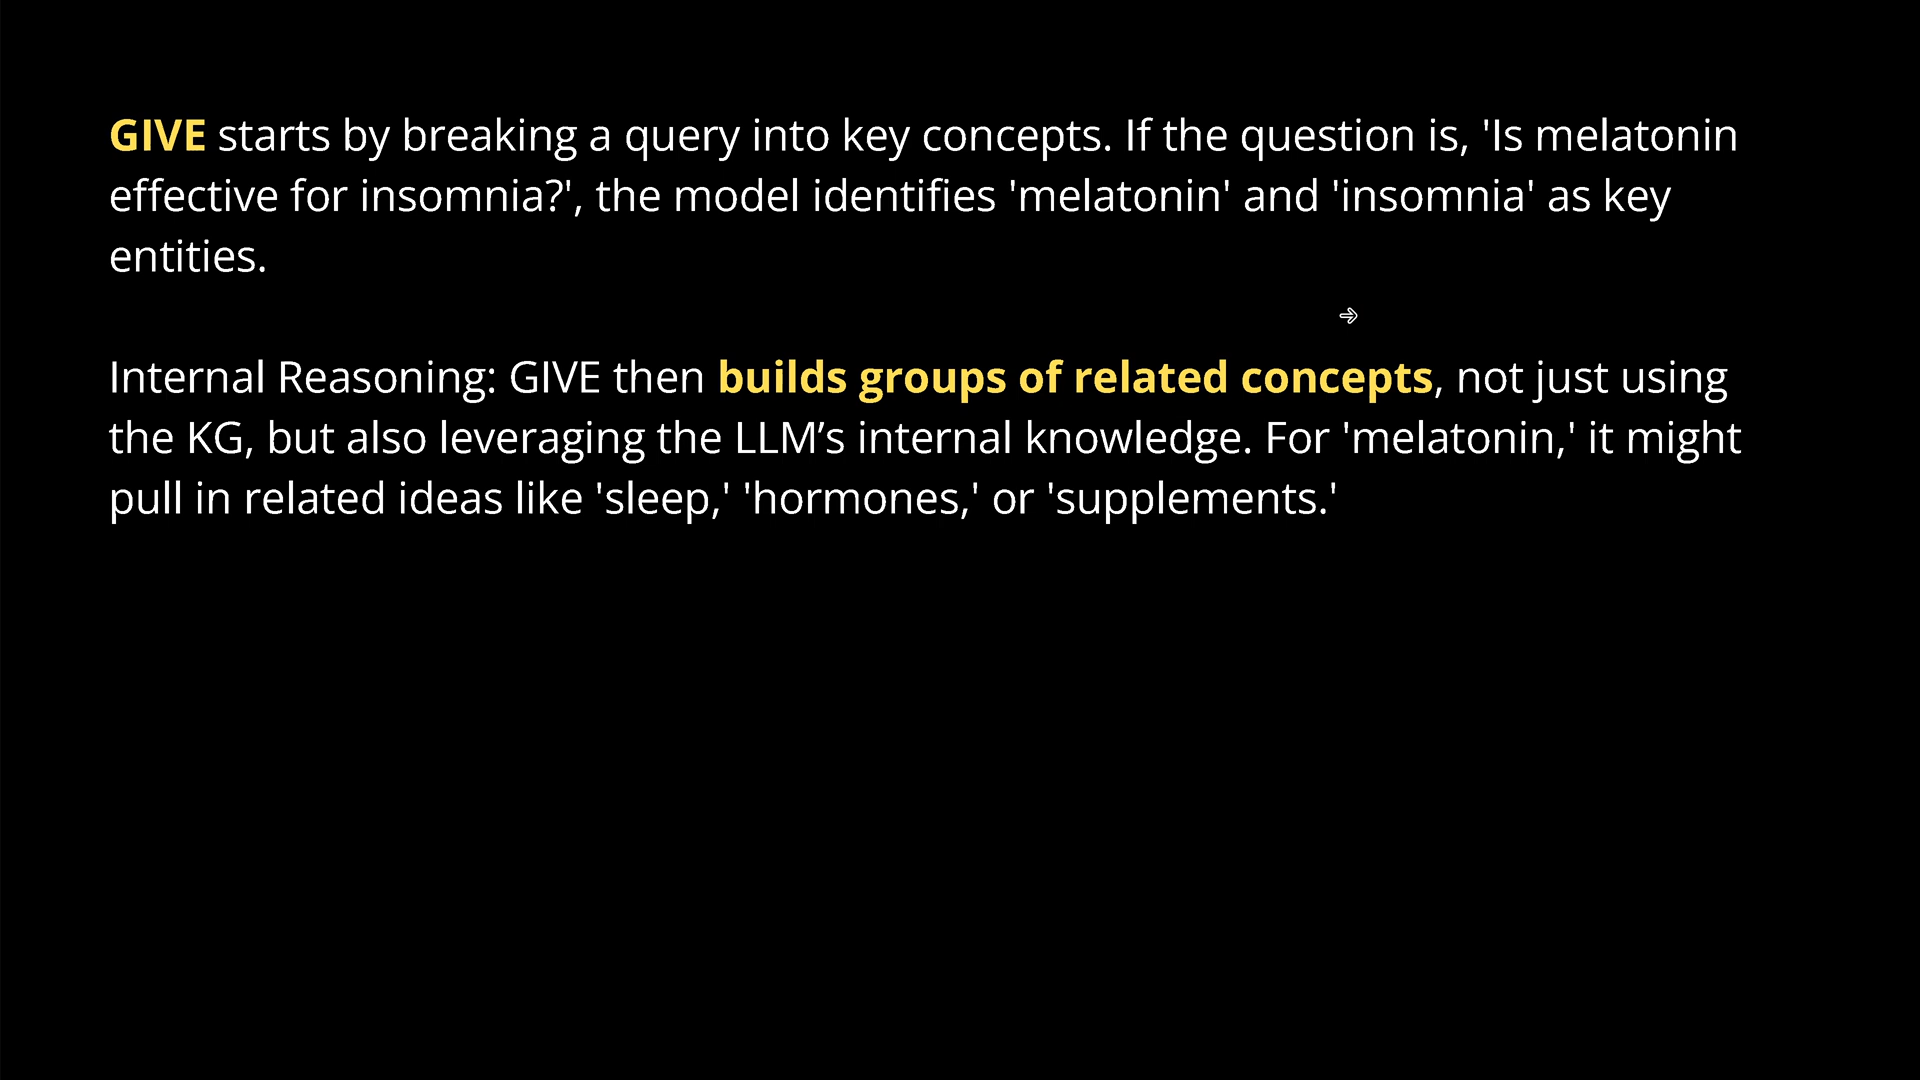 GIVE starts by breaking a query into key concepts. If the question is, 'Is melatonin
effective for insomnia?', the model identifies 'melatonin' and 'insomnia' as key
entities.
Internal Reasoning: GIVE then builds groups of related concepts, not just using
the KG, but also leveraging the LLM’s internal knowledge. For 'melatonin,' it might
pull in related ideas like 'sleep,' 'hormones,' or 'supplements.'